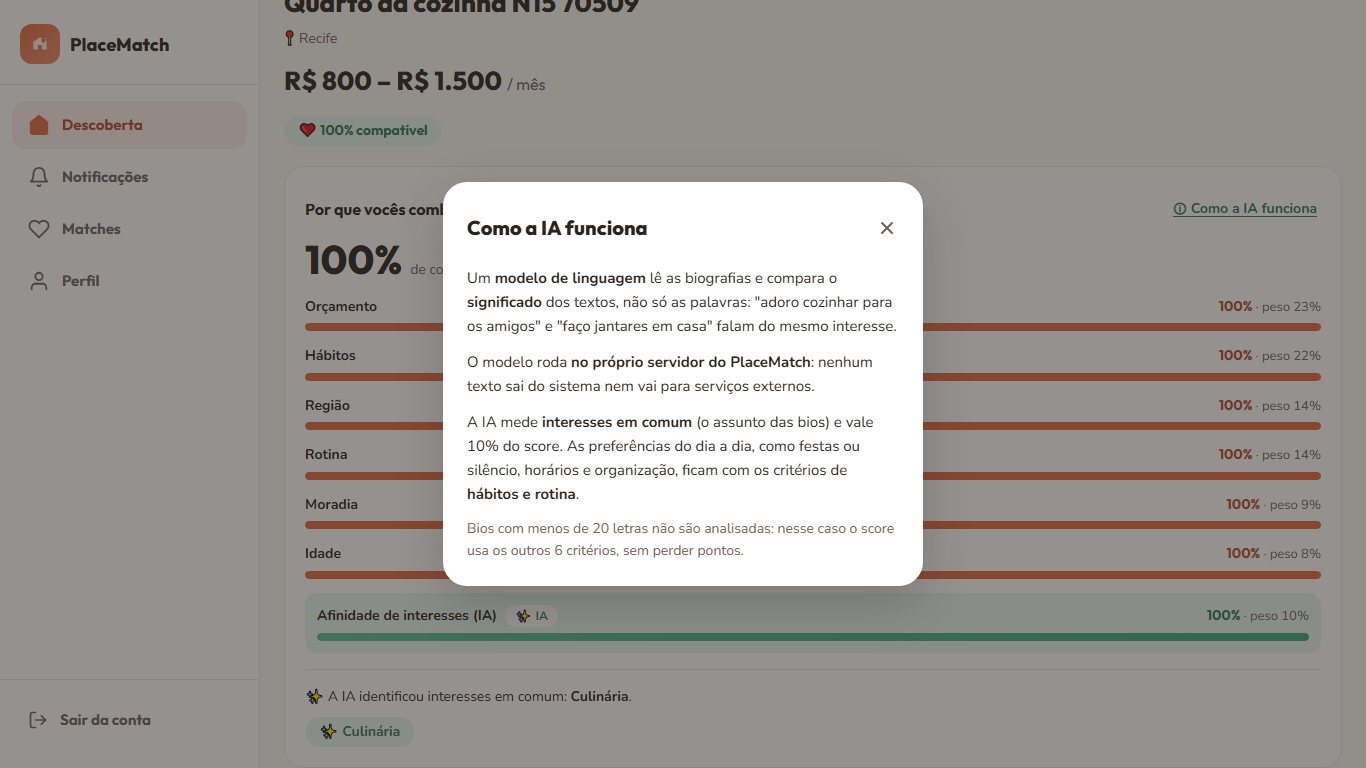 PlaceMatch
Descoberta
Notificações
Matches
Perfil
Sair da conta
Quarto da cozinha N15 70509
Recife
R$ 800 – R$ 1.500 / mês
100% compatível
Por que vocês comb
Como a IA funciona
100% de co
Orçamento 100% · peso 23%
Hábitos 100% · peso 22%
Região 100% · peso 14%
Rotina 100% · peso 14%
Moradia 100% · peso 9%
Idade 100% · peso 8%
Afinidade de interesses (IA) IA 100% · peso 10%
A IA identificou interesses em comum: Culinária.
Culinária
Como a IA funciona
Um modelo de linguagem lê as biografias e compara o
significado dos textos, não só as palavras: "adoro cozinhar para
os amigos" e "faço jantares em casa" falam do mesmo interesse.
O modelo roda no próprio servidor do PlaceMatch: nenhum
texto sai do sistema nem vai para serviços externos.
A IA mede interesses em comum (o assunto das bios) e vale
10% do score. As preferências do dia a dia, como festas ou
silêncio, horários e organização, ficam com os critérios de
hábitos e rotina.
Bios com menos de 20 letras não são analisadas: nesse caso o score
usa os outros 6 critérios, sem perder pontos.